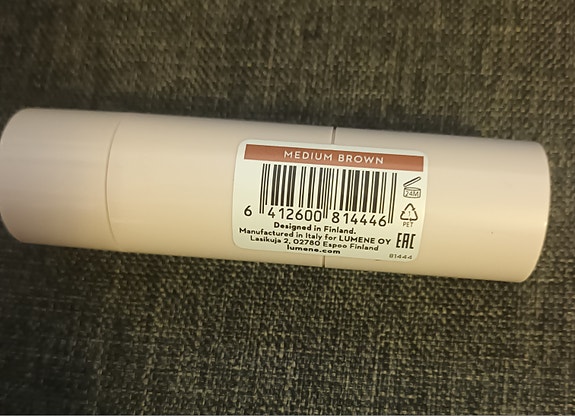 MEDIUM BROWN
24M
6 412600 814446
PET
Designed in Finland.
Manufactured in Italy for LUMENE OY
Lasikuja 2, 02780 Espoo Finland
lumene.com
EAC
81444